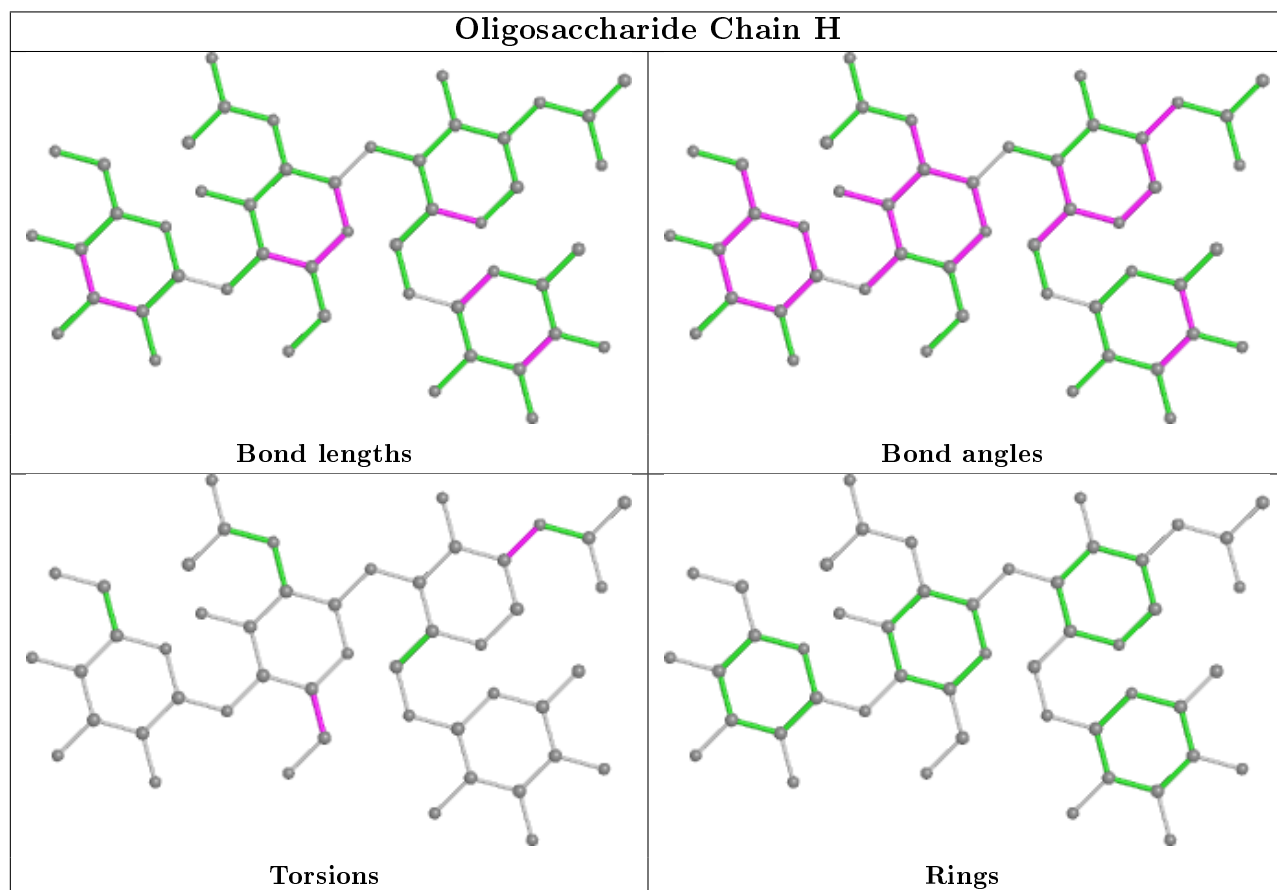 Oligosaccharide Chain H
Bond lengths
Bond angles
Torsions
Rings